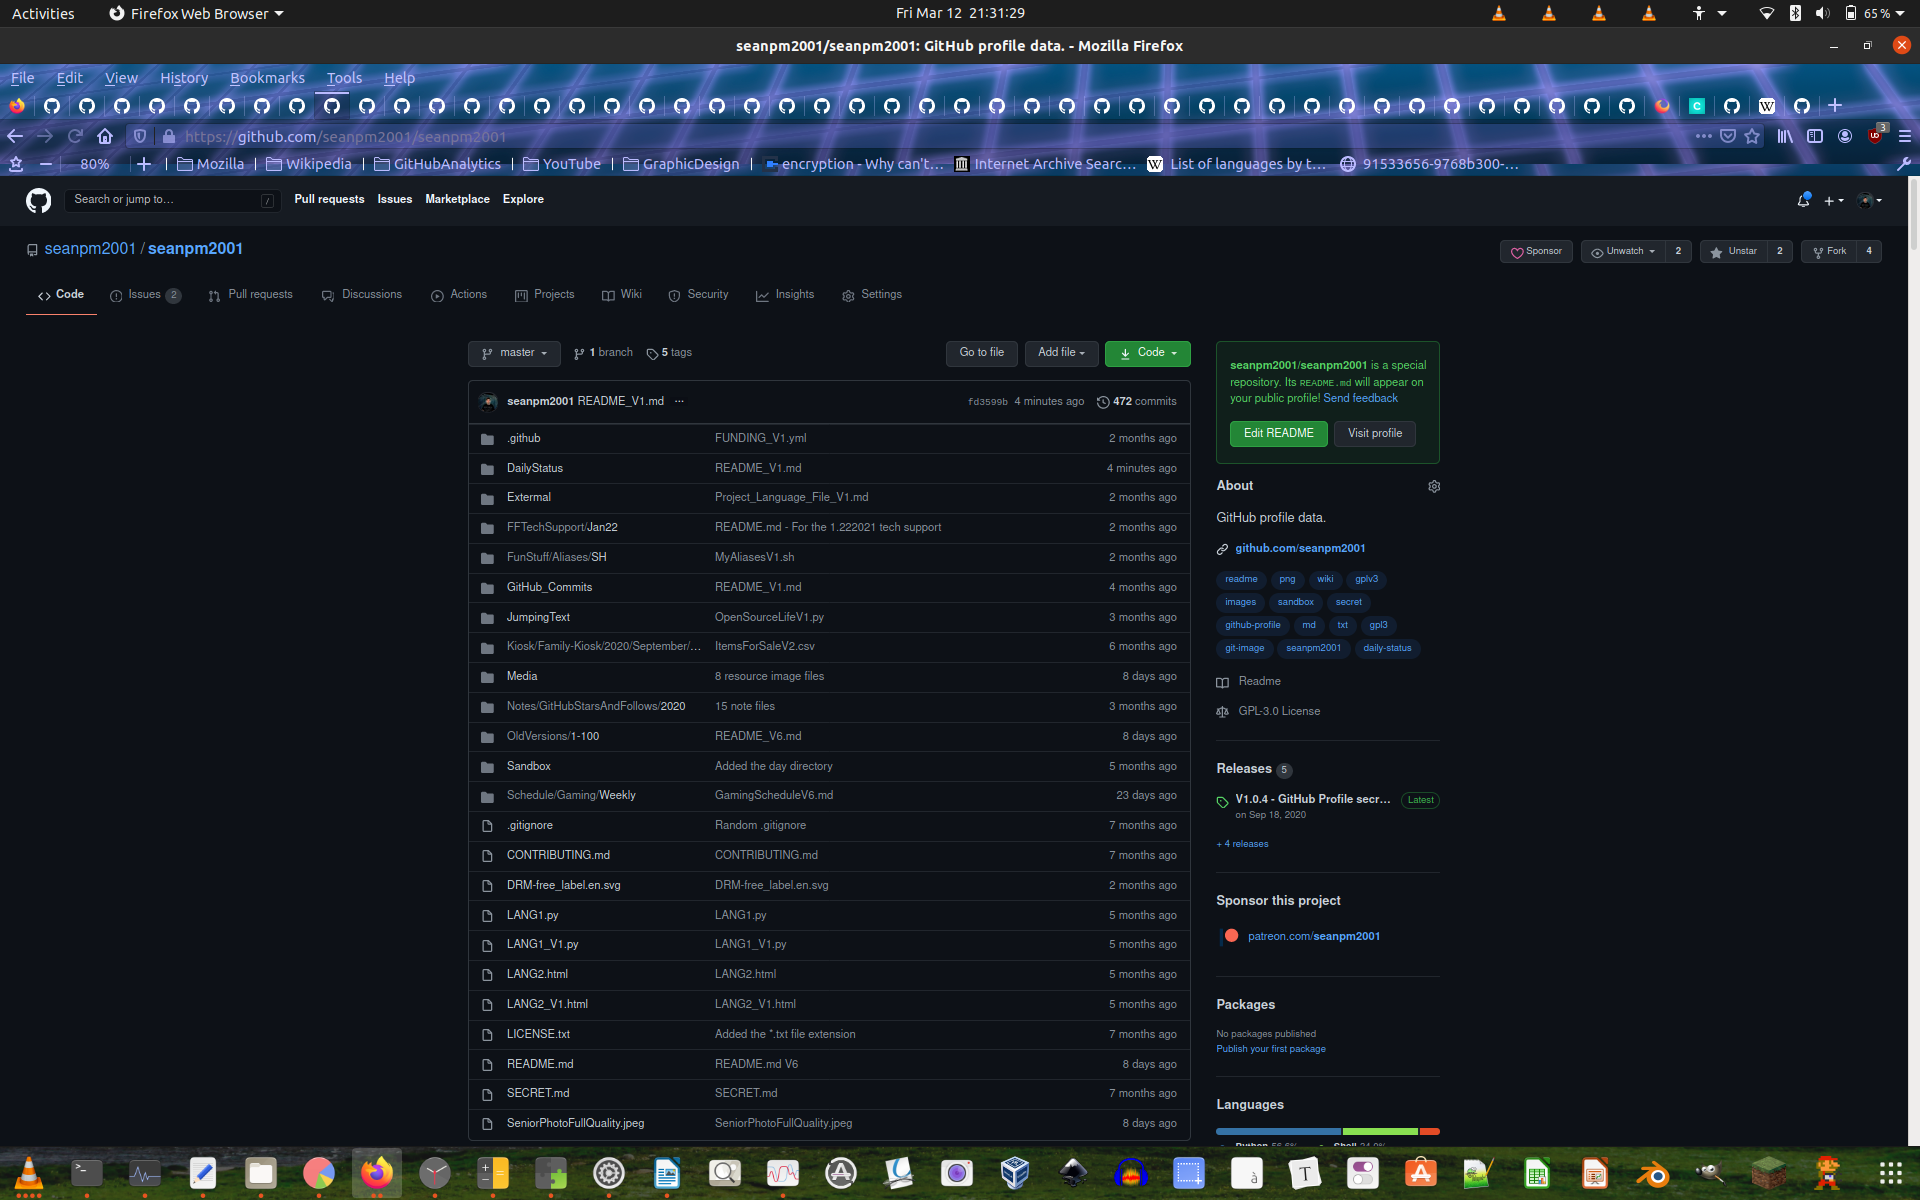 Activities
Firefox Web Browser
Fri Mar 12 21:31:29
65 %
seanpm2001/seanpm2001: GitHub profile data. - Mozilla Firefox
File Edit View History Bookmarks Tools Help
https://github.com/seanpm2001/seanpm2001
3
80%
Mozilla
Wikipedia
GitHubAnalytics
YouTube
GraphicDesign
encryption - Why can't...
Internet Archive Searc...
List of languages by t...
91533656-9768b300-...
Search or jump to...
/
Pull requests Issues Marketplace Explore
seanpm2001 / seanpm2001
Sponsor
Unwatch 2
Unstar 2
Fork 4
Code
Issues 2
Pull requests
Discussions
Actions
Projects
Wiki
Security
Insights
Settings
master
1 branch
5 tags
Go to file
Add file
Code
seanpm2001 README_V1.md ...
fd3599b 4 minutes ago
472 commits
.github FUNDING_V1.yml 2 months ago
DailyStatus README_V1.md 4 minutes ago
Extermal Project_Language_File_V1.md 2 months ago
FFTechSupport/Jan22 README.md - For the 1.222021 tech support 2 months ago
FunStuff/Aliases/SH MyAliasesV1.sh 2 months ago
GitHub_Commits README_V1.md 4 months ago
JumpingText OpenSourceLifeV1.py 3 months ago
Kiosk/Family-Kiosk/2020/September/... ItemsForSaleV2.csv 6 months ago
Media 8 resource image files 8 days ago
Notes/GitHubStarsAndFollows/2020 15 note files 3 months ago
OldVersions/1-100 README_V6.md 8 days ago
Sandbox Added the day directory 5 months ago
Schedule/Gaming/Weekly GamingScheduleV6.md 23 days ago
.gitignore Random .gitignore 7 months ago
CONTRIBUTING.md CONTRIBUTING.md 7 months ago
DRM-free_label.en.svg DRM-free_label.en.svg 2 months ago
LANG1.py LANG1.py 5 months ago
LANG1_V1.py LANG1_V1.py 5 months ago
LANG2.html LANG2.html 5 months ago
LANG2_V1.html LANG2_V1.html 5 months ago
LICENSE.txt Added the *.txt file extension 7 months ago
README.md README.md V6 8 days ago
SECRET.md SECRET.md 7 months ago
SeniorPhotoFullQuality.jpeg SeniorPhotoFullQuality.jpeg 8 days ago
seanpm2001/seanpm2001 is a special
repository. Its README.md will appear on
your public profile! Send feedback
Edit README
Visit profile
About
GitHub profile data.
github.com/seanpm2001
readme png wiki gplv3
images sandbox secret
github-profile md txt gpl3
git-image seanpm2001 daily-status
Readme
GPL-3.0 License
Releases 5
V1.0.4 - GitHub Profile secr... Latest
on Sep 18, 2020
+ 4 releases
Sponsor this project
patreon.com/seanpm2001
Packages
No packages published
Publish your first package
Languages